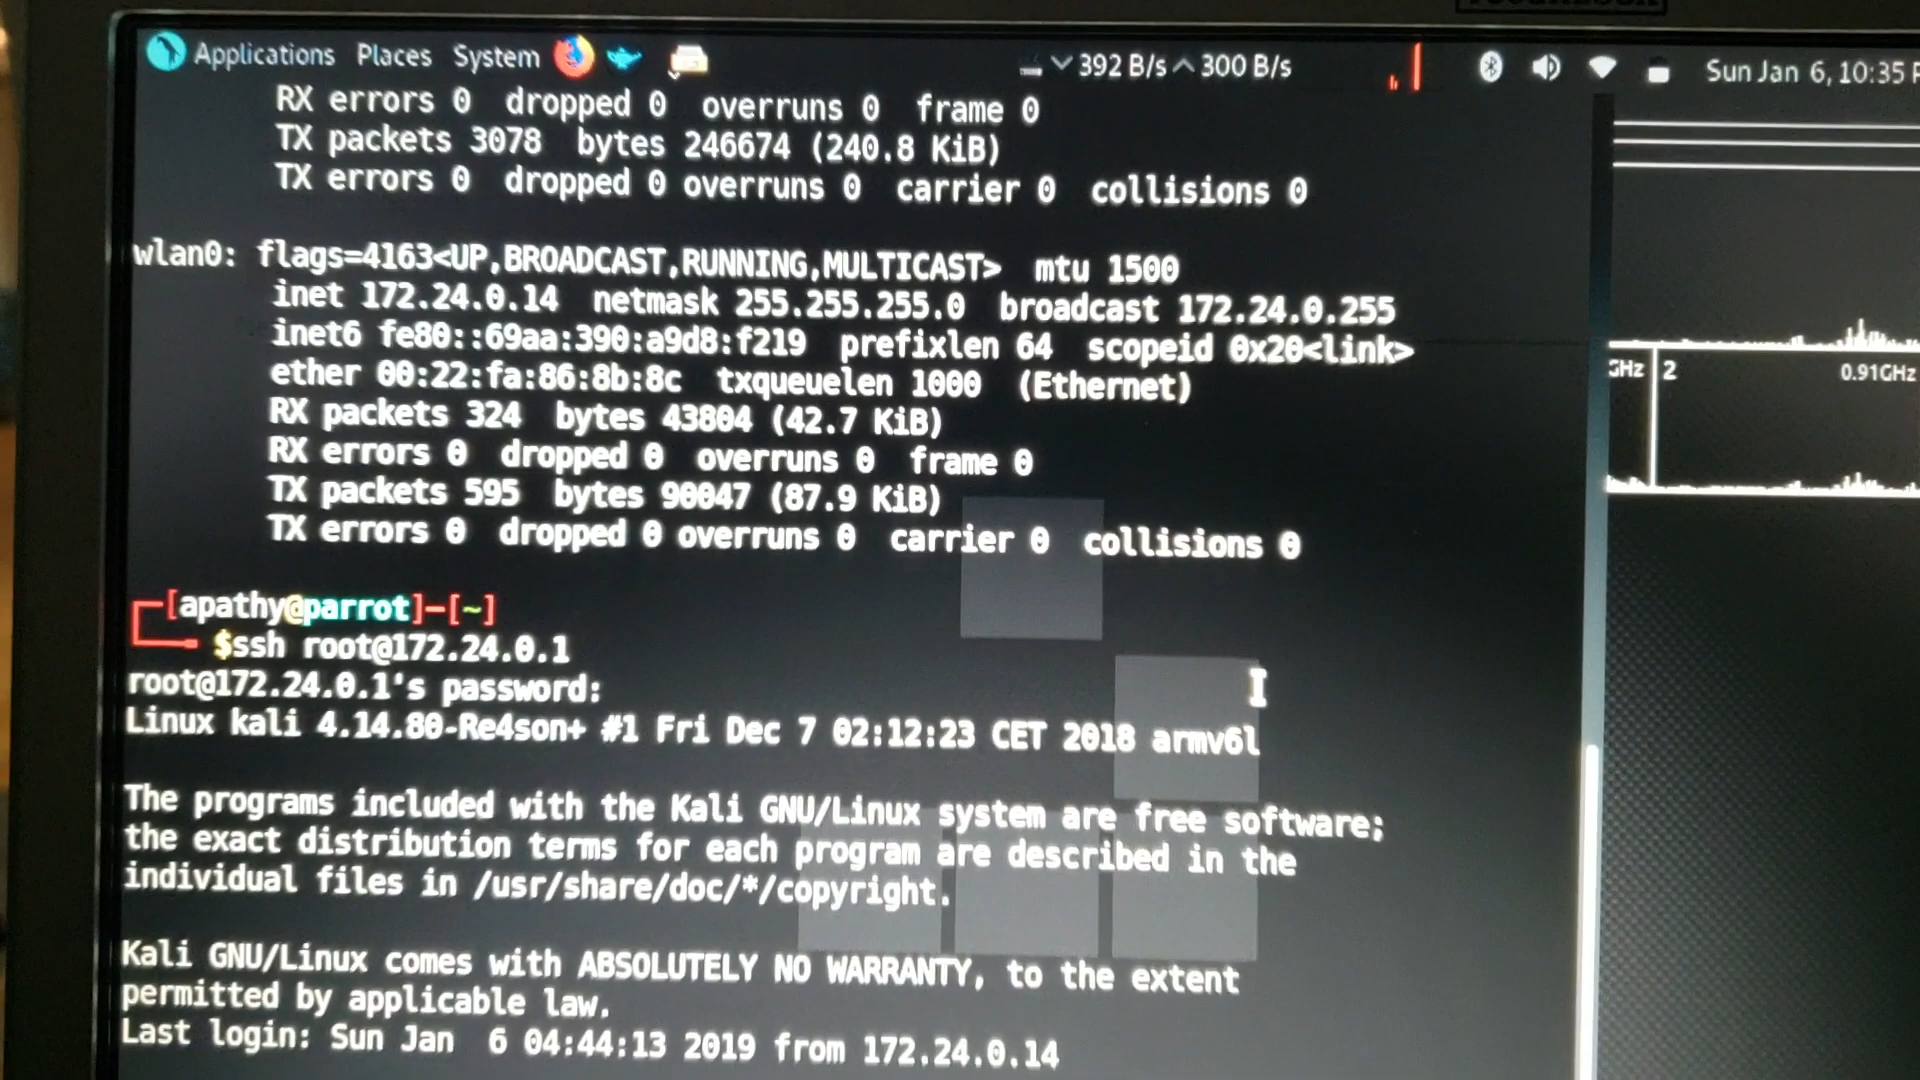 Applications Places System 392 B/s 300 B/s Sun Jan 6, 10:35
RX errors 0 dropped 0 overruns 0 frame 0
TX packets 3078 bytes 246674 (240.8 KiB)
TX errors 0 dropped 0 overruns 0 carrier 0 collisions 0
wlan0: flags=4163<UP,BROADCAST,RUNNING,MULTICAST> mtu 1500
inet 172.24.0.14 netmask 255.255.255.0 broadcast 172.24.0.255
inet6 fe80::69aa:390:a9d8:f219 prefixlen 64 scopeid 0x20<link>
ether 00:22:fa:86:8b:8c txqueuelen 1000 (Ethernet)
RX packets 324 bytes 43804 (42.7 KiB)
RX errors 0 dropped 0 overruns 0 frame 0
TX packets 595 bytes 90047 (87.9 KiB)
TX errors 0 dropped 0 overruns 0 carrier 0 collisions 0
[apathy@parrot]-[~]
$ssh root@172.24.0.1
root@172.24.0.1's password:
Linux kali 4.14.80-Re4son+ #1 Fri Dec 7 02:12:23 CET 2018 armv6l
The programs included with the Kali GNU/Linux system are free software;
the exact distribution terms for each program are described in the
individual files in /usr/share/doc/*/copyright.
Kali GNU/Linux comes with ABSOLUTELY NO WARRANTY, to the extent
permitted by applicable law.
Last login: Sun Jan 6 04:44:13 2019 from 172.24.0.14
GHz 2 0.91GHz